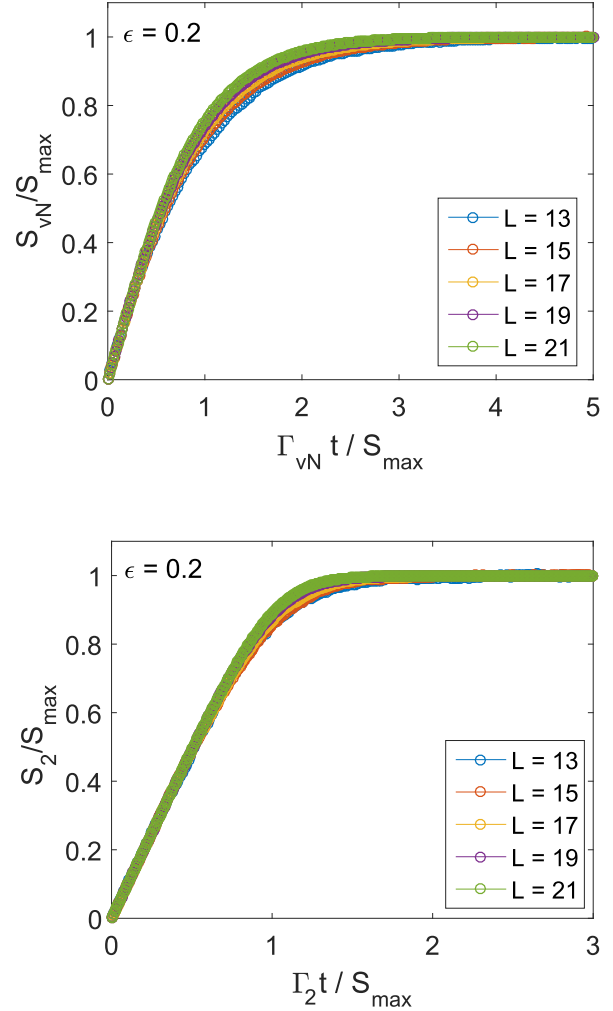 ϵ = 0.2
1
0.8
0.6
0.4
0.2
0
S_vN/S_max
L = 13
L = 15
L = 17
L = 19
L = 21
0 1 2 3 4 5
Γ_vN t / S_max
ϵ = 0.2
1
0.8
0.6
0.4
0.2
0
S_2/S_max
L = 13
L = 15
L = 17
L = 19
L = 21
0 1 2 3
Γ_2 t / S_max